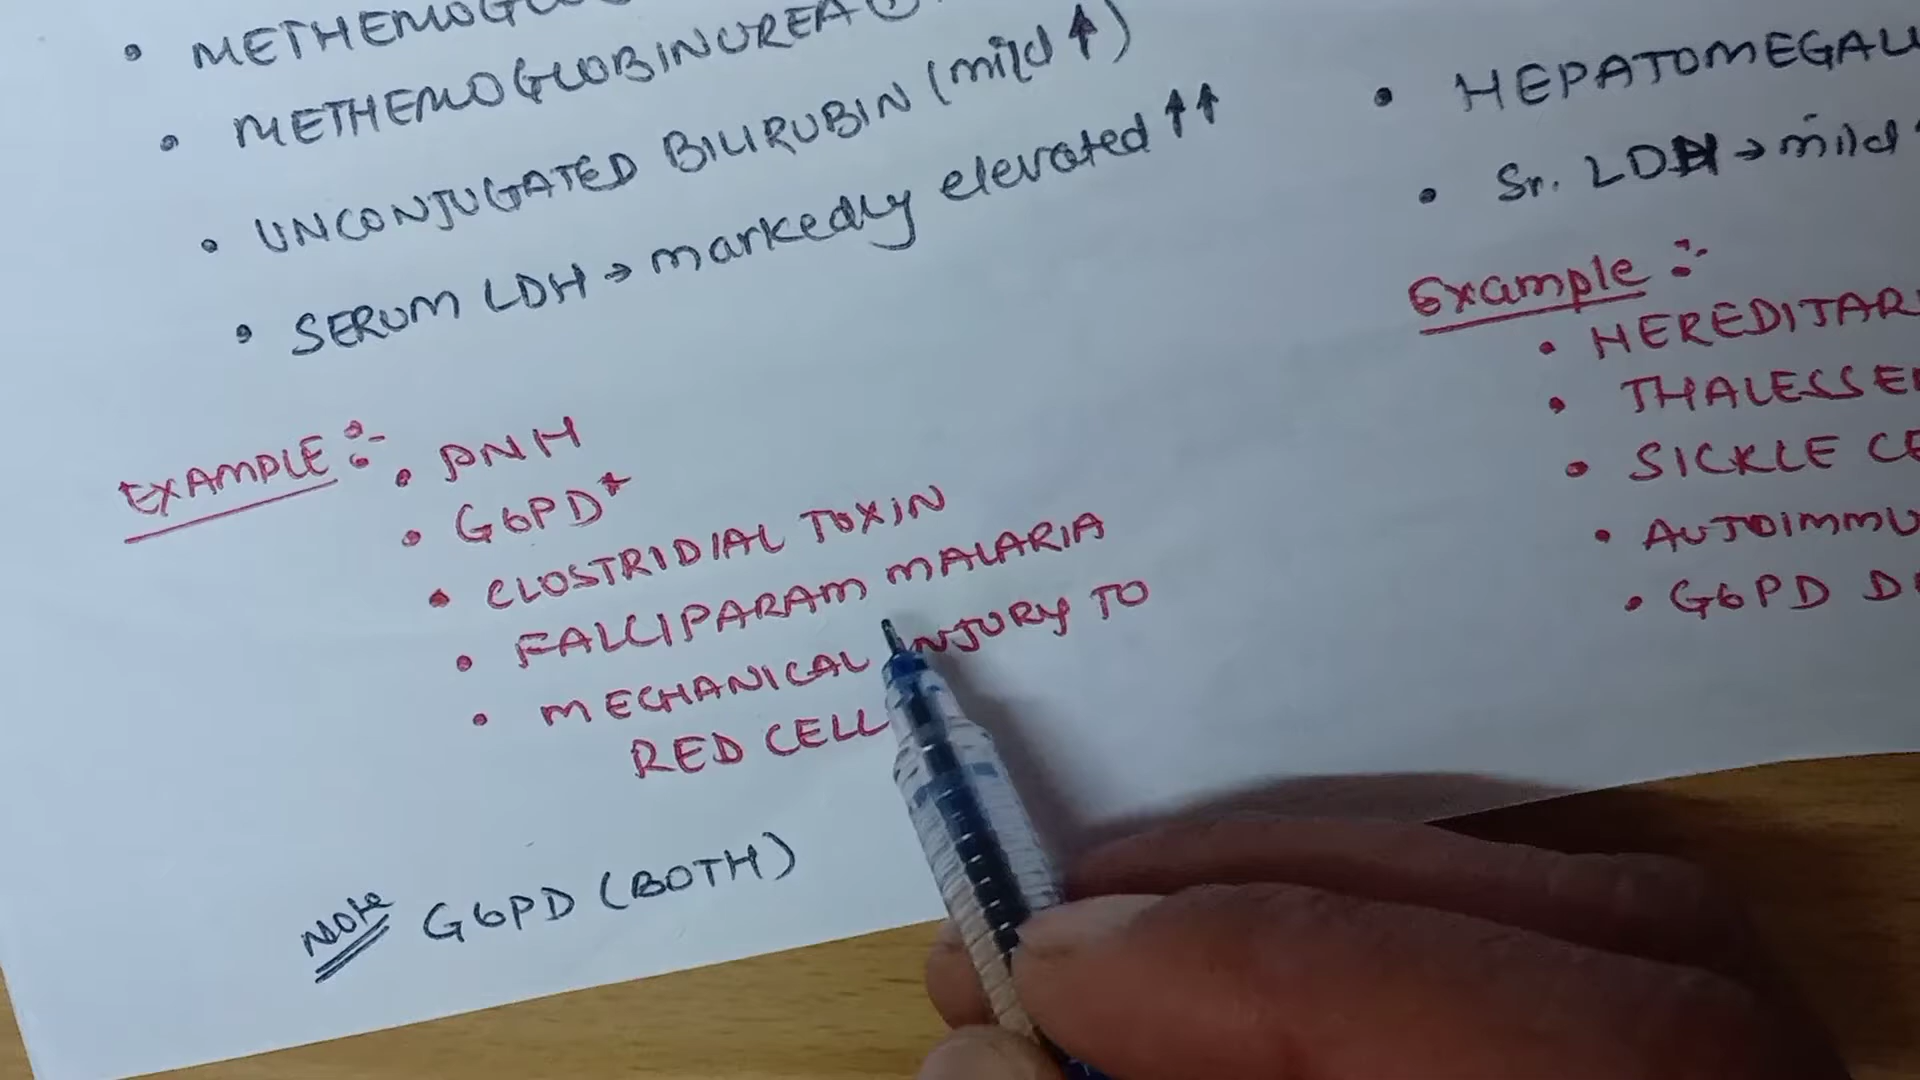 • METHEMOGLO
• METHEMOGLOBINUREA
• UNCONJUGATED BILIRUBIN (mild ↑)
• SERUM LDH → markedly elevated ↑↑
EXAMPLE :-
• PNH
• G6PD*
• CLOSTRIDIAL TOXIN
• FALCIPARAM MALARIA
• MECHANICAL INJURY TO
RED CELL
Note G6PD (BOTH)
• HEPATOMEGAL
• Sr. LDH → mild ↑
Example :-
• HEREDITAR
• THALESSE
• SICKLE CE
• AUTOIMMU
• G6PD D